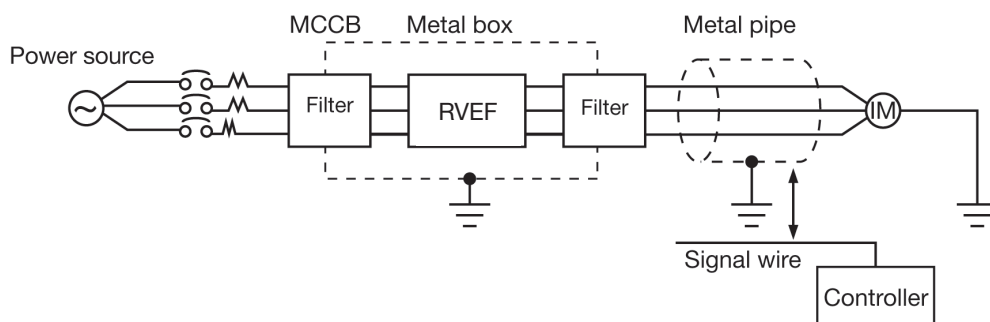 MCCB
Metal box
Metal pipe
Power source
Filter
RVEF
Filter
IM
Signal wire
Controller